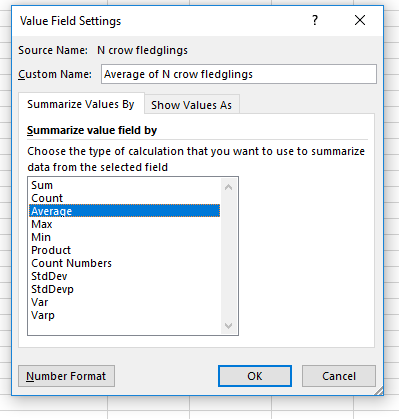 Value Field Settings ? ×
Source Name: N crow fledglings
Custom Name: Average of N crow fledglings
Summarize Values By Show Values As
Summarize value field by
Choose the type of calculation that you want to use to summarize
data from the selected field
Sum
Count
Average
Max
Min
Product
Count Numbers
StdDev
StdDevp
Var
Varp
Number Format OK Cancel